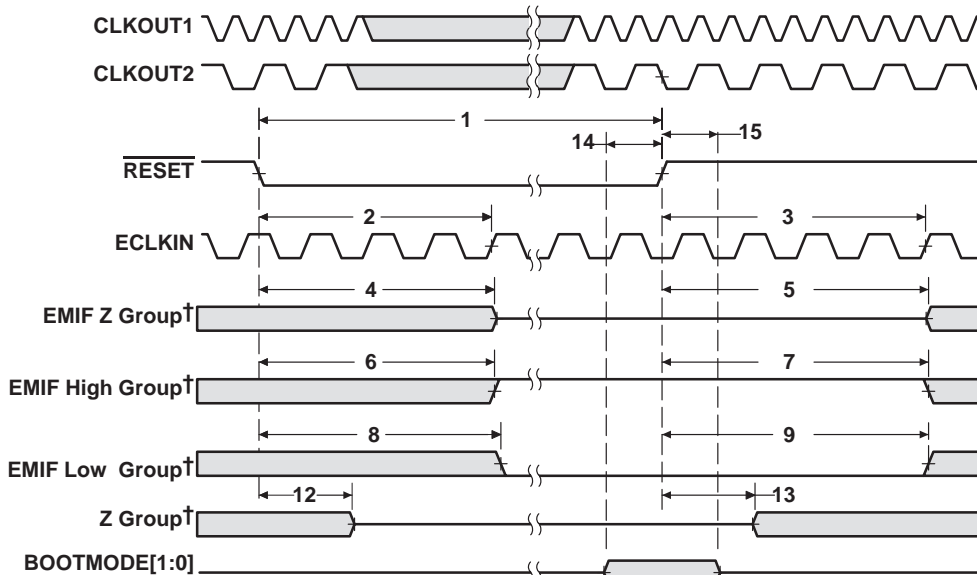 CLKOUT1
CLKOUT2
1
14
15
RESET
2
3
ECLKIN
4
5
EMIF Z Group†
6
7
EMIF High Group†
8
9
EMIF Low Group†
12
13
Z Group†
BOOTMODE[1:0]